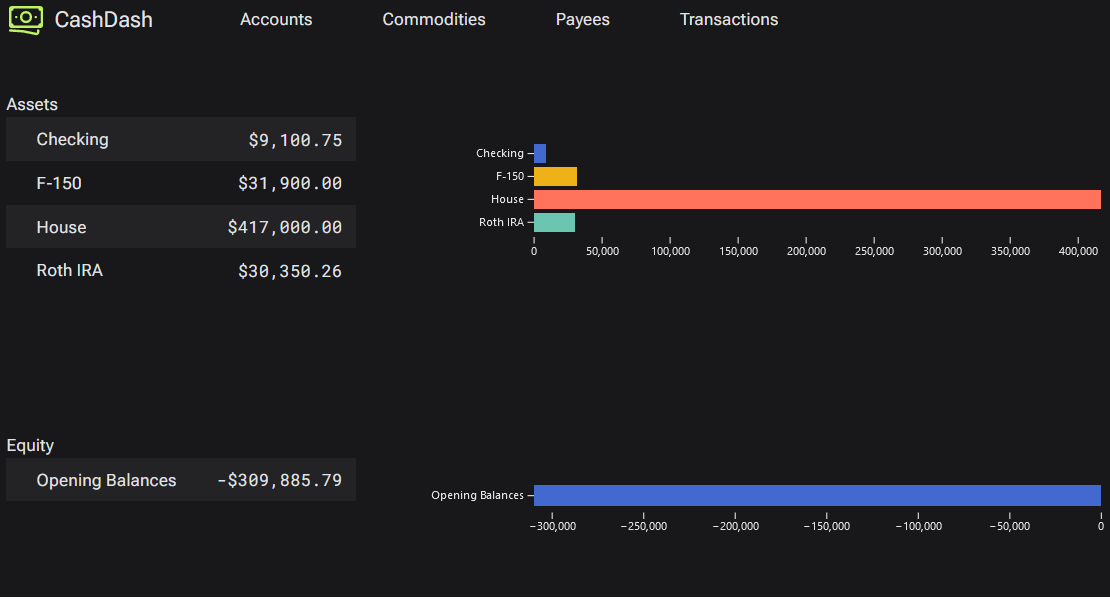 CashDash Accounts Commodities Payees Transactions
Assets
Checking $9,100.75
F-150 $31,900.00
House $417,000.00
Roth IRA $30,350.26
Checking
F-150
House
Roth IRA
0 50,000 100,000 150,000 200,000 250,000 300,000 350,000 400,000
Equity
Opening Balances -$309,885.79
Opening Balances
−300,000 −250,000 −200,000 −150,000 −100,000 −50,000 0